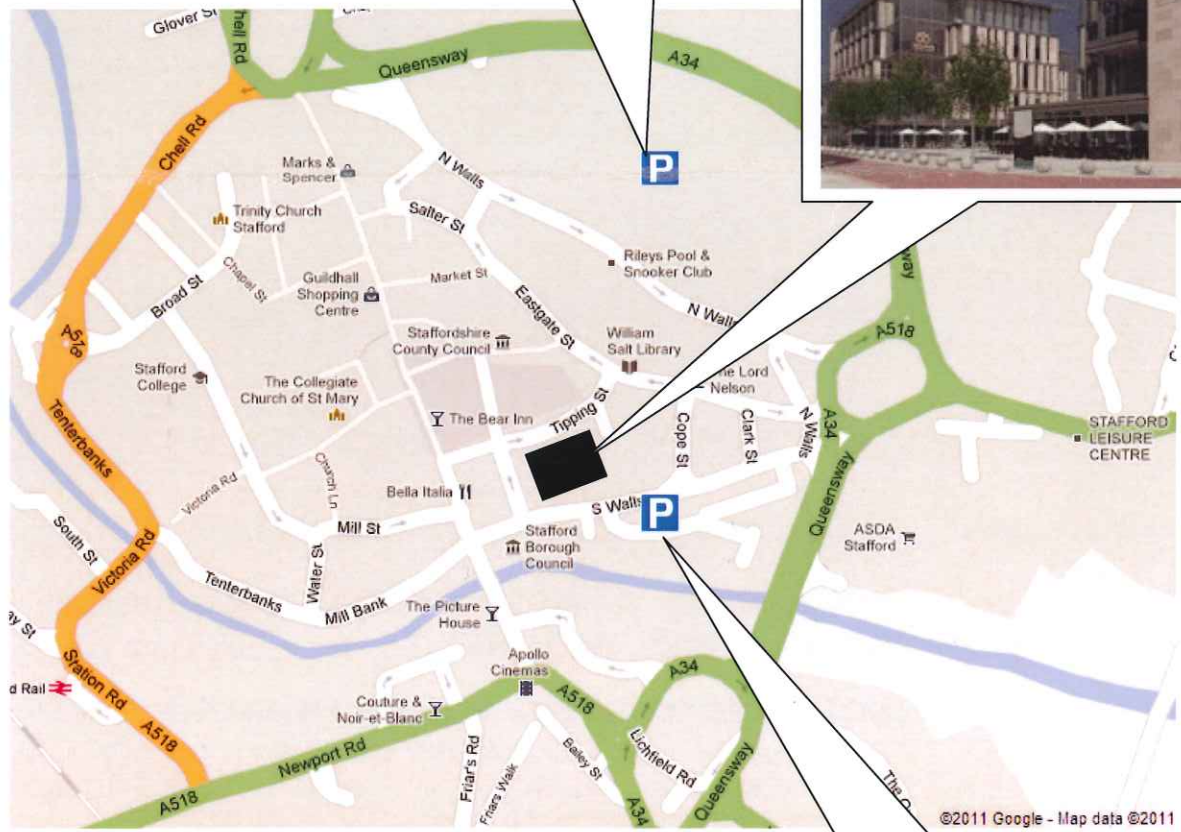 Glover St
Chell Rd
Queensway
A34
Chell Rd
Marks &
Spencer
N Walls
P
Trinity Church
Stafford
Salter St
Rileys Pool &
Snooker Club
Chapel St
Broad St
Guildhall
Shopping
Centre
Market St
Eastgate St
N Walls
A518
A518
Staffordshire
County Council
William
Salt Library
Stafford
College
The Collegiate
Church of St Mary
The Bear Inn
Tipping St
Lord
Nelson
Cope St
Clark St
N Walls
A34
STAFFORD
LEISURE
CENTRE
Tenterbanks
Victoria Rd
Church Ln
Bella Italia
S Walls
P
Queensway
ASDA
Stafford
South St
Victoria Rd
Mill St
Water St
Stafford
Borough
Council
Tenterbanks
Mill Bank
The Picture
House
Station Rd
d Rail
Apollo
Cinemas
A34
A518
Couture &
Noir-et-Blanc
A518
Newport Rd
A518
Friar's Rd
Friars Walk
Bailey St
Lichfield Rd
A34
Queensway
The
©2011 Google - Map data ©2011